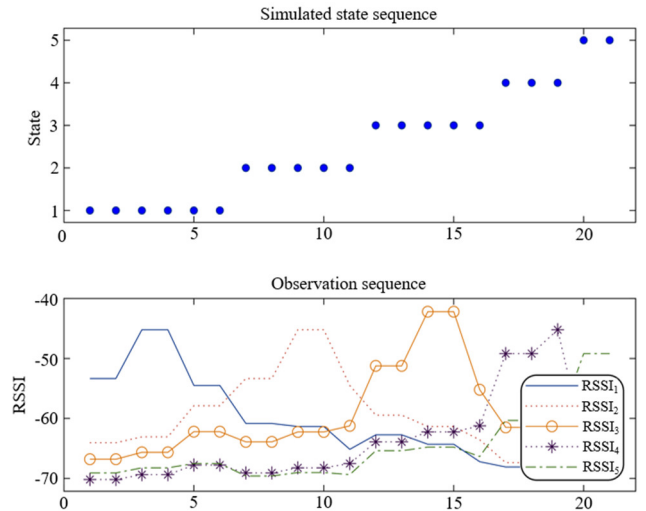 Simulated state sequence
5
4
3
2
1
State
0 5 10 15 20
Observation sequence
-40
-50
-60
-70
RSSI
RSSI₁
RSSI₂
RSSI₃
RSSI₄
RSSI₅
0 5 10 15 20